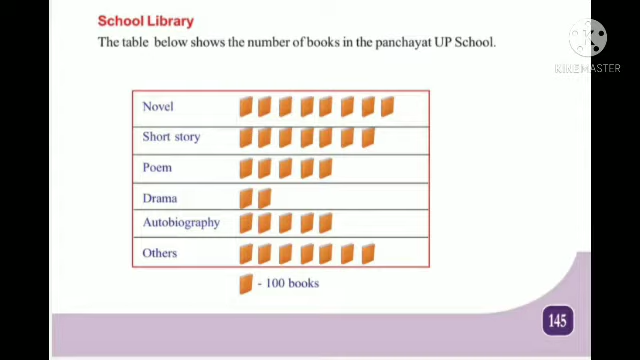 School Library
The table below shows the number of books in the panchayat UP School.
KINEMASTER
Novel
Short story
Poem
Drama
Autobiography
Others
- 100 books
145